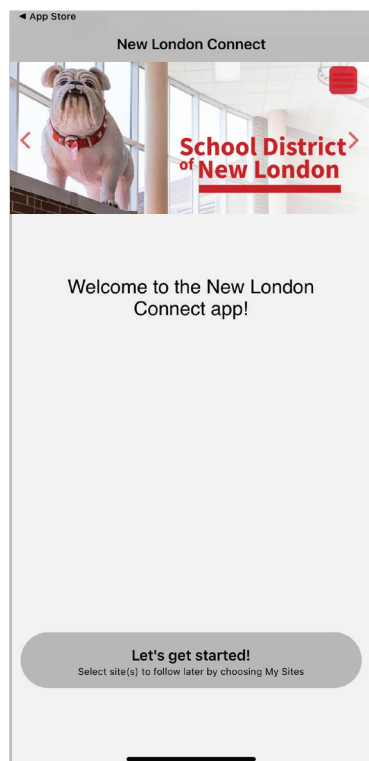 ◄ App Store
New London Connect
School District
of New London
Welcome to the New London
Connect app!
Let's get started!
Select site(s) to follow later by choosing My Sites